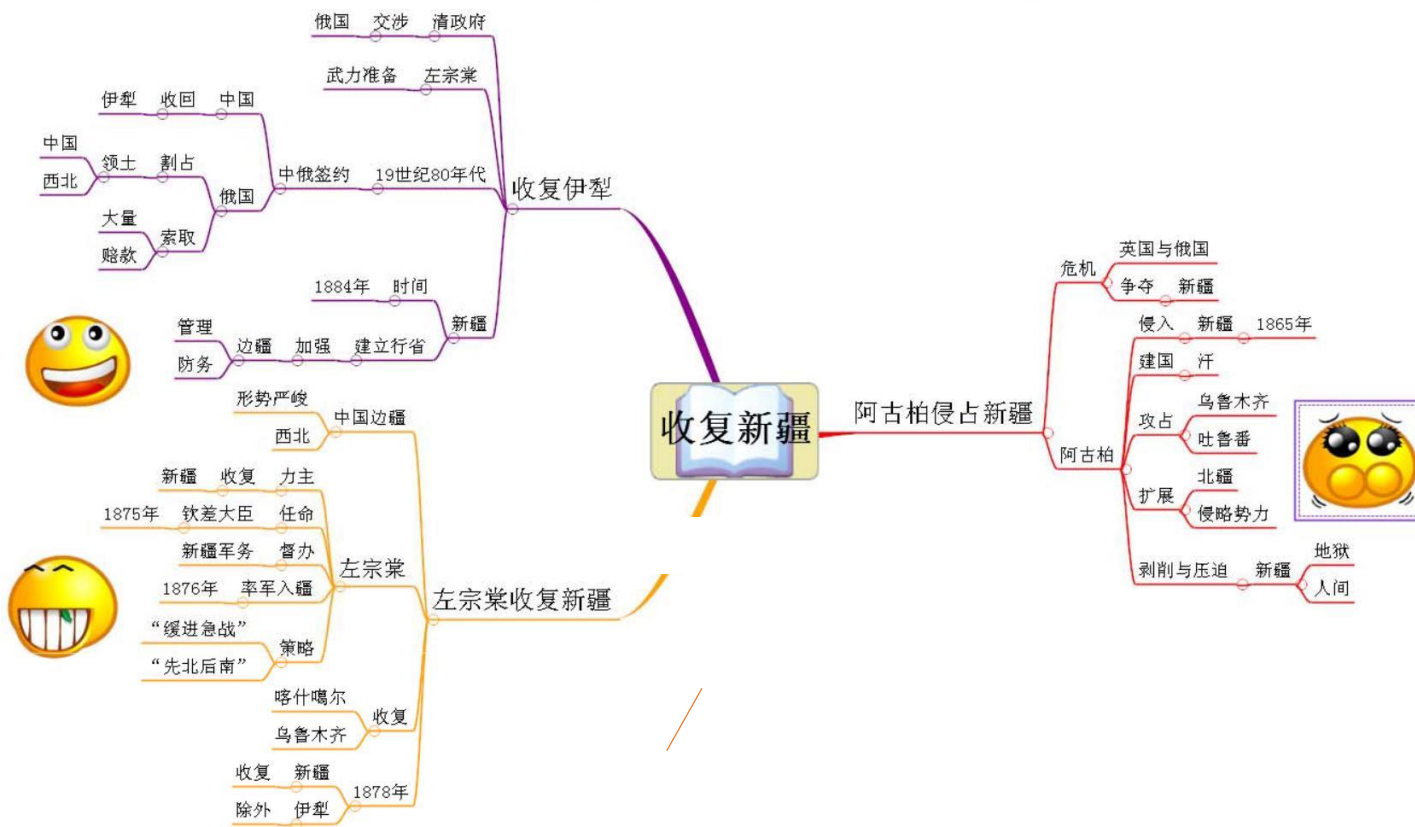 收复新疆
阿古柏侵占新疆
危机
英国与俄国
争夺 新疆
阿古柏
侵入 新疆 1865年
建国 汗
攻占
乌鲁木齐
吐鲁番
扩展
北疆
侵略势力
剥削与压迫 新疆
地狱
人间
收复伊犁
俄国 交涉 清政府
武力准备 左宗棠
中俄签约 19世纪80年代
伊犁 收回 中国
俄国
领土 割占
中国
西北
索取
大量
赔款
新疆
1884年 时间
边疆 加强 建立行省
管理
防务
左宗棠收复新疆
中国边疆
形势严峻
西北
左宗棠
新疆 收复 力主
1875年 钦差大臣 任命
新疆军务 督办
1876年 率军入疆
策略
“缓进急战”
“先北后南”
收复
喀什噶尔
乌鲁木齐
1878年
收复 新疆
除外 伊犁